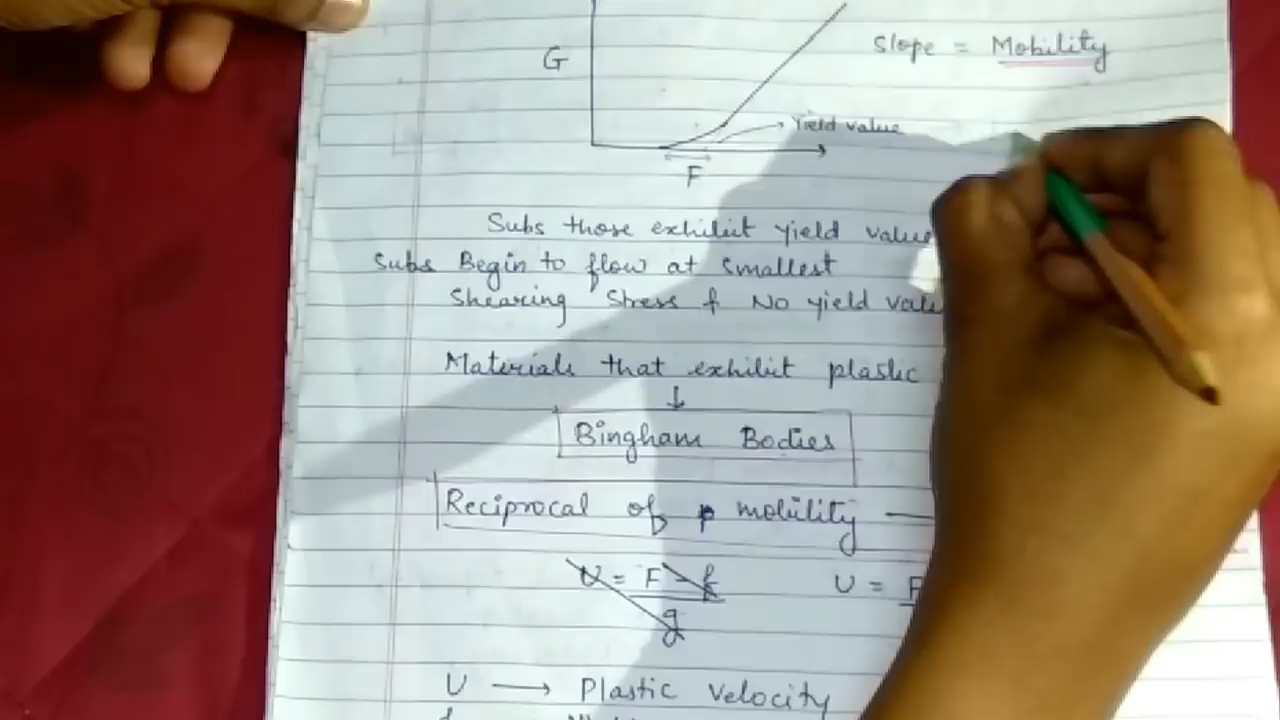 G
Slope = Mobility
Yield value
F
Subs those exhibit yield value
Subs Begin to flow at smallest
Shearing Stress & No yield
Materials that exhibit plastic
↓
Bingham Bodies
Reciprocal of mobility
U = F - f
g
U =
U → Plastic Velocity